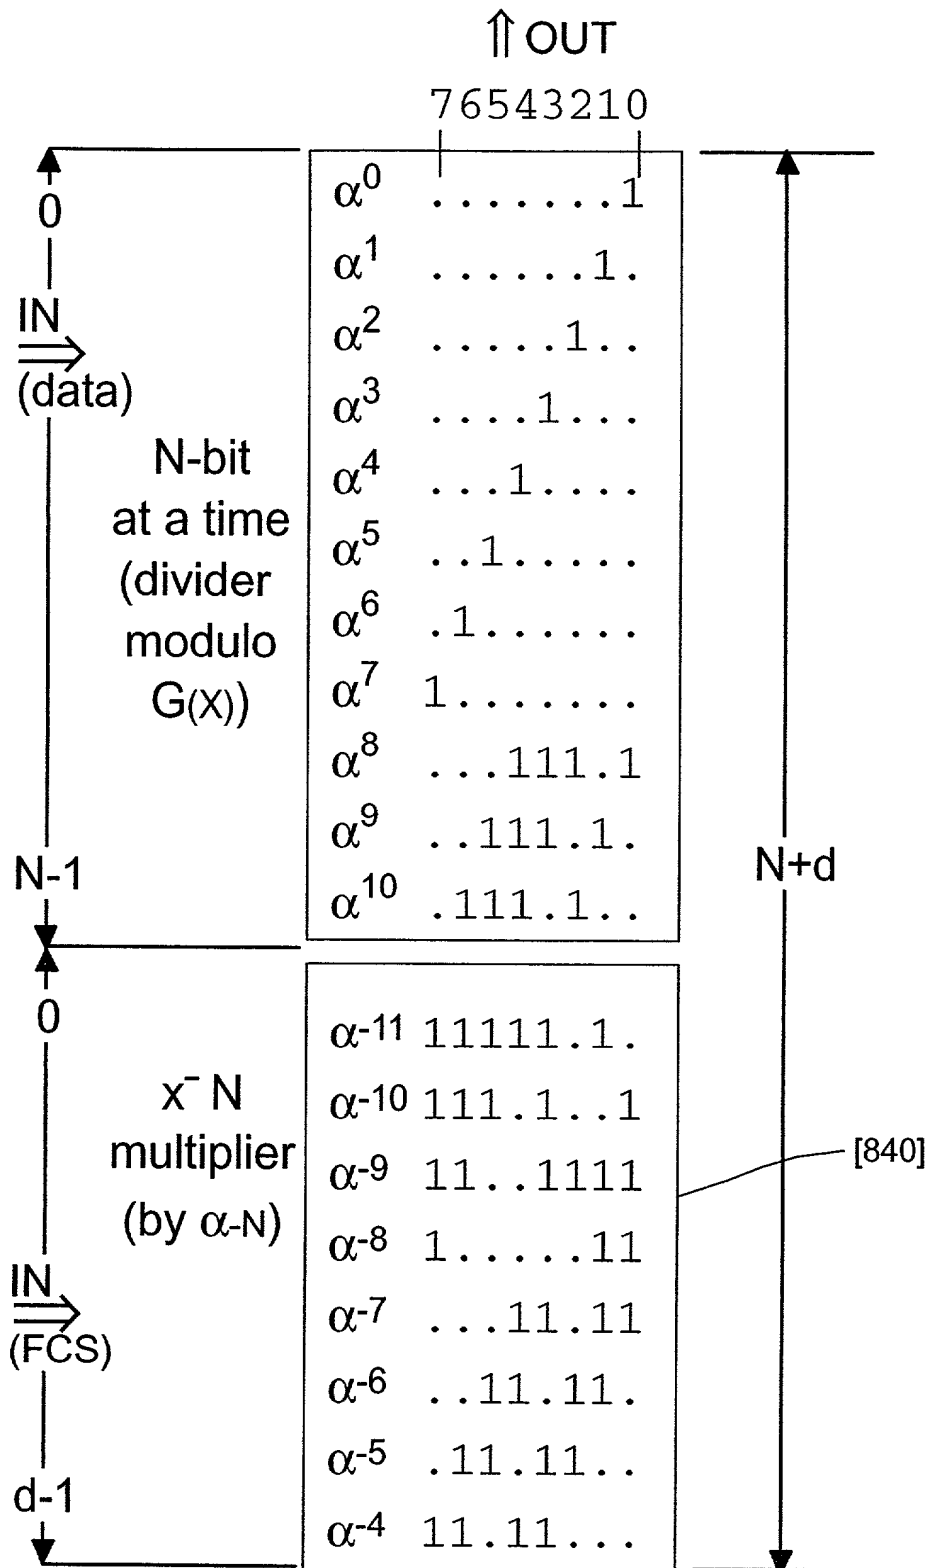 ⇑ OUT
76543210
0
IN
⇒
(data)
N-1
N-bit
at a time
(divider
modulo
G(X))
α⁰ .......1
α¹ ......1.
α² .....1..
α³ ....1...
α⁴ ...1....
α⁵ ..1.....
α⁶ .1......
α⁷ 1.......
α⁸ ...111.1
α⁹ ..111.1.
α¹⁰ .111.1..
N+d
0
IN
⇒
(FCS)
d-1
x⁻ N
multiplier
(by α-N)
α-11 11111.1.
α-10 111.1..1
α-9 11..1111
α-8 1.....11
α-7 ...11.11
α-6 ..11.11.
α-5 .11.11..
α-4 11.11...
[840]